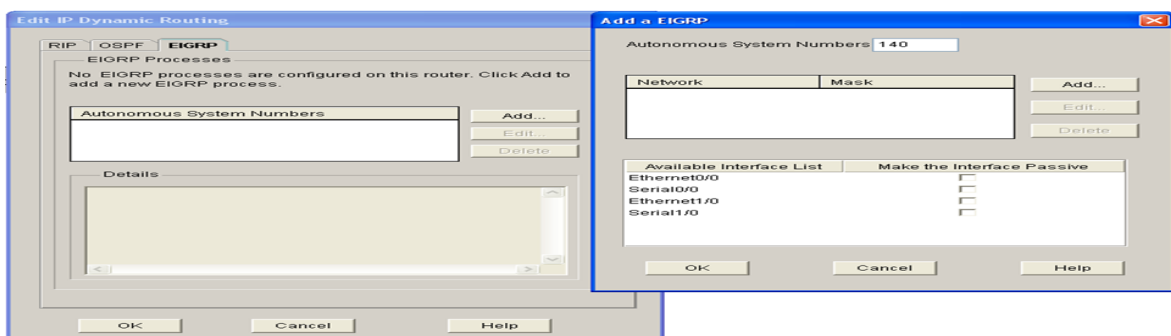 Edit IP Dynamic Routing
RIP OSPF EIGRP
EIGRP Processes
No EIGRP processes are configured on this router. Click Add to
add a new EIGRP process.
Autonomous System Numbers
Add...
Edit...
Delete
Details
OK Cancel Help
Add a EIGRP
Autonomous System Numbers 140
Network Mask
Add...
Edit...
Delete
Available Interface List Make the Interface Passive
Ethernet0/0
Serial0/0
Ethernet1/0
Serial1/0
OK Cancel Help